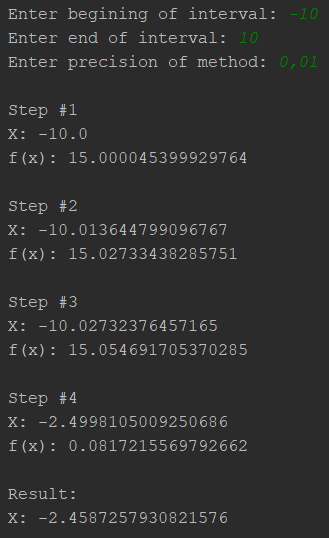 Enter begining of interval: -10
Enter end of interval: 10
Enter precision of method: 0,01
Step #1
X: -10.0
f(x): 15.000045399929764
Step #2
X: -10.013644799096767
f(x): 15.02733438285751
Step #3
X: -10.02732376457165
f(x): 15.054691705370285
Step #4
X: -2.4998105009250686
f(x): 0.0817215569792662
Result:
X: -2.4587257930821576